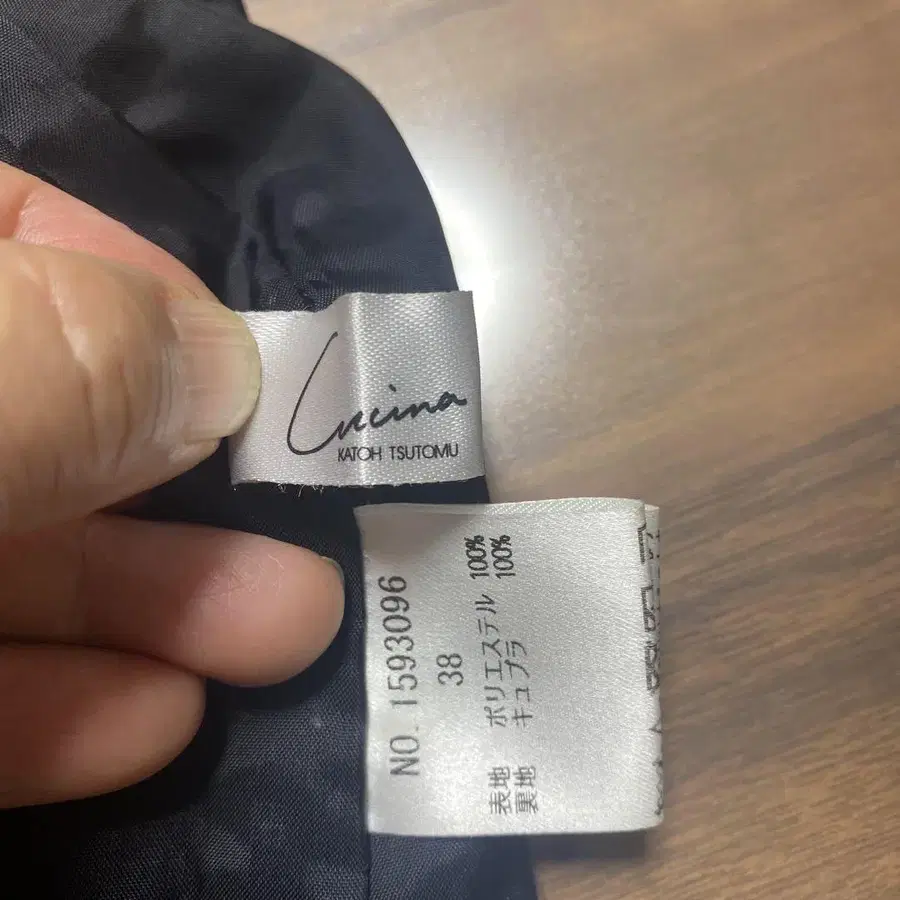 Lucina
KATOH TSUTOMU
NO. 1593096
38
表地 ポリエステル 100%
裏地 キュプラ 100%